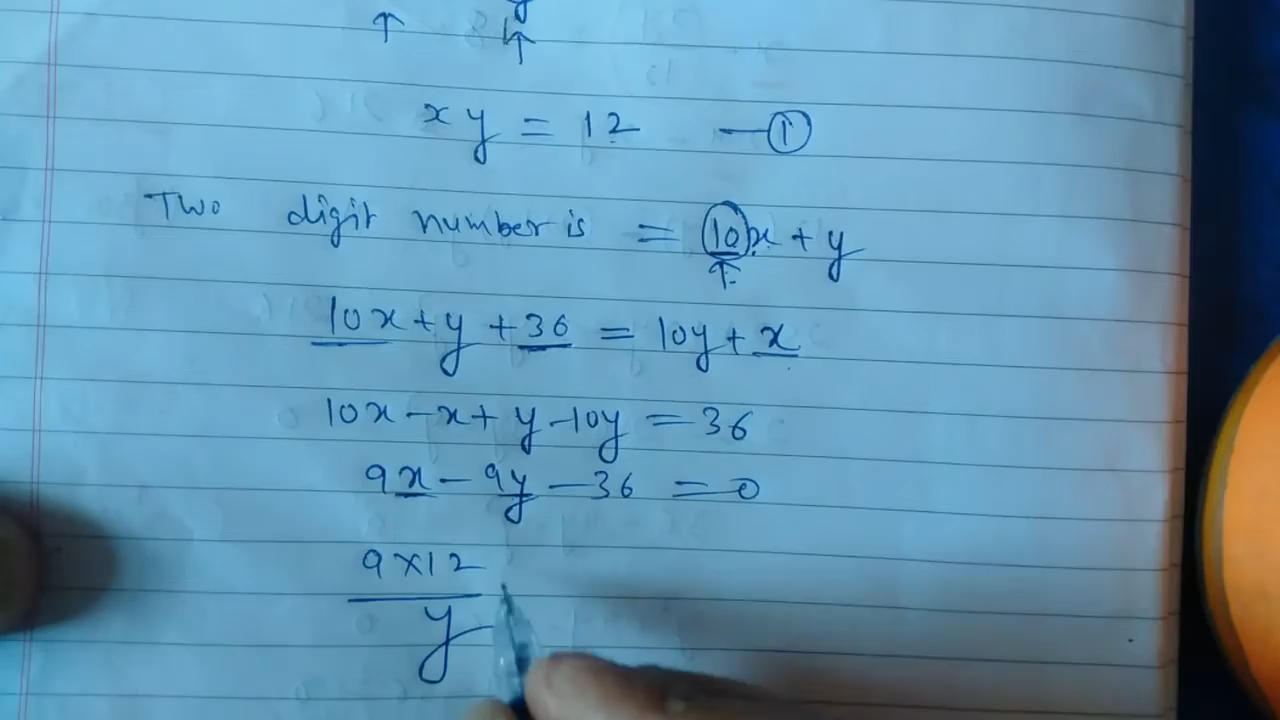 xy = 12 —①
Two digit number is = 10x + y
10x + y + 36 = 10y + x
10x - x + y - 10y = 36
9x - 9y - 36 = 0
9×12
y